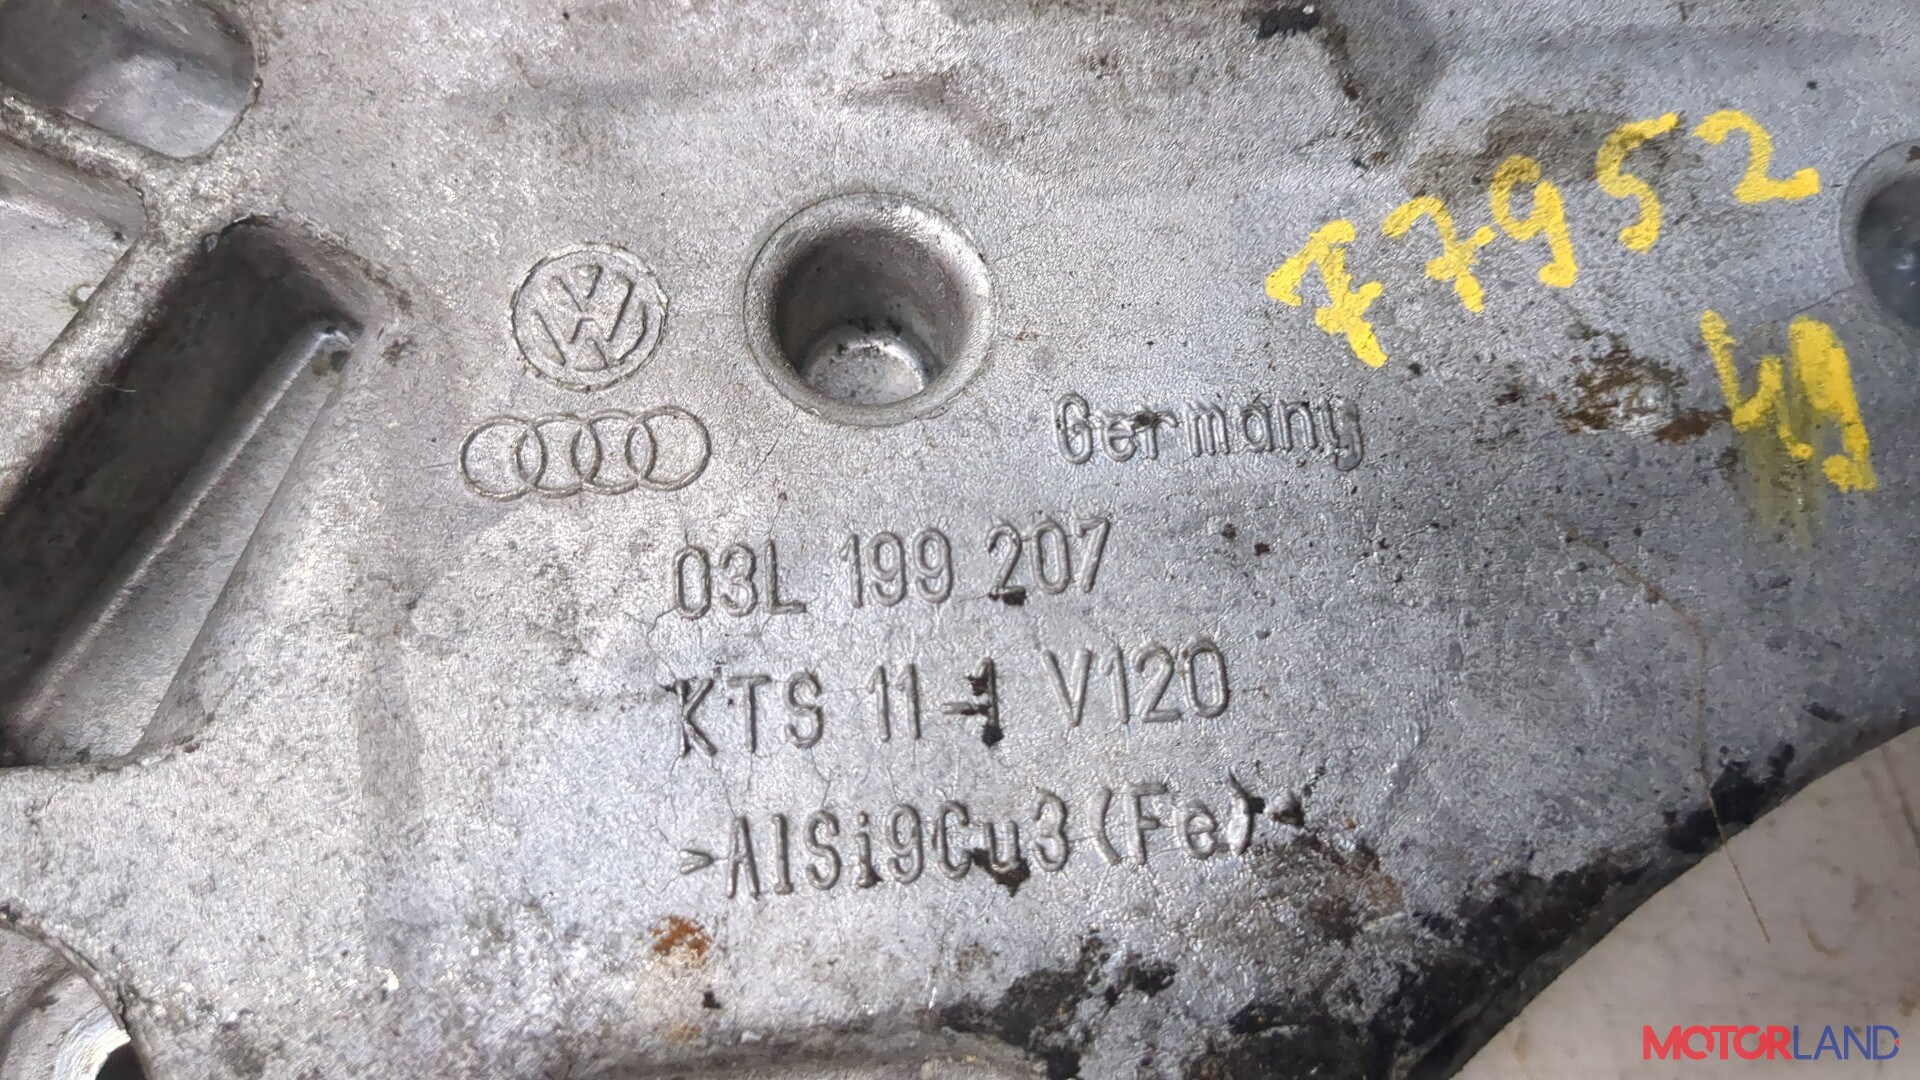 77952
49
Germany
03L 199 207
KTS 11-1 V120
>AlSi9Cu3(Fe)
MOTORLAND